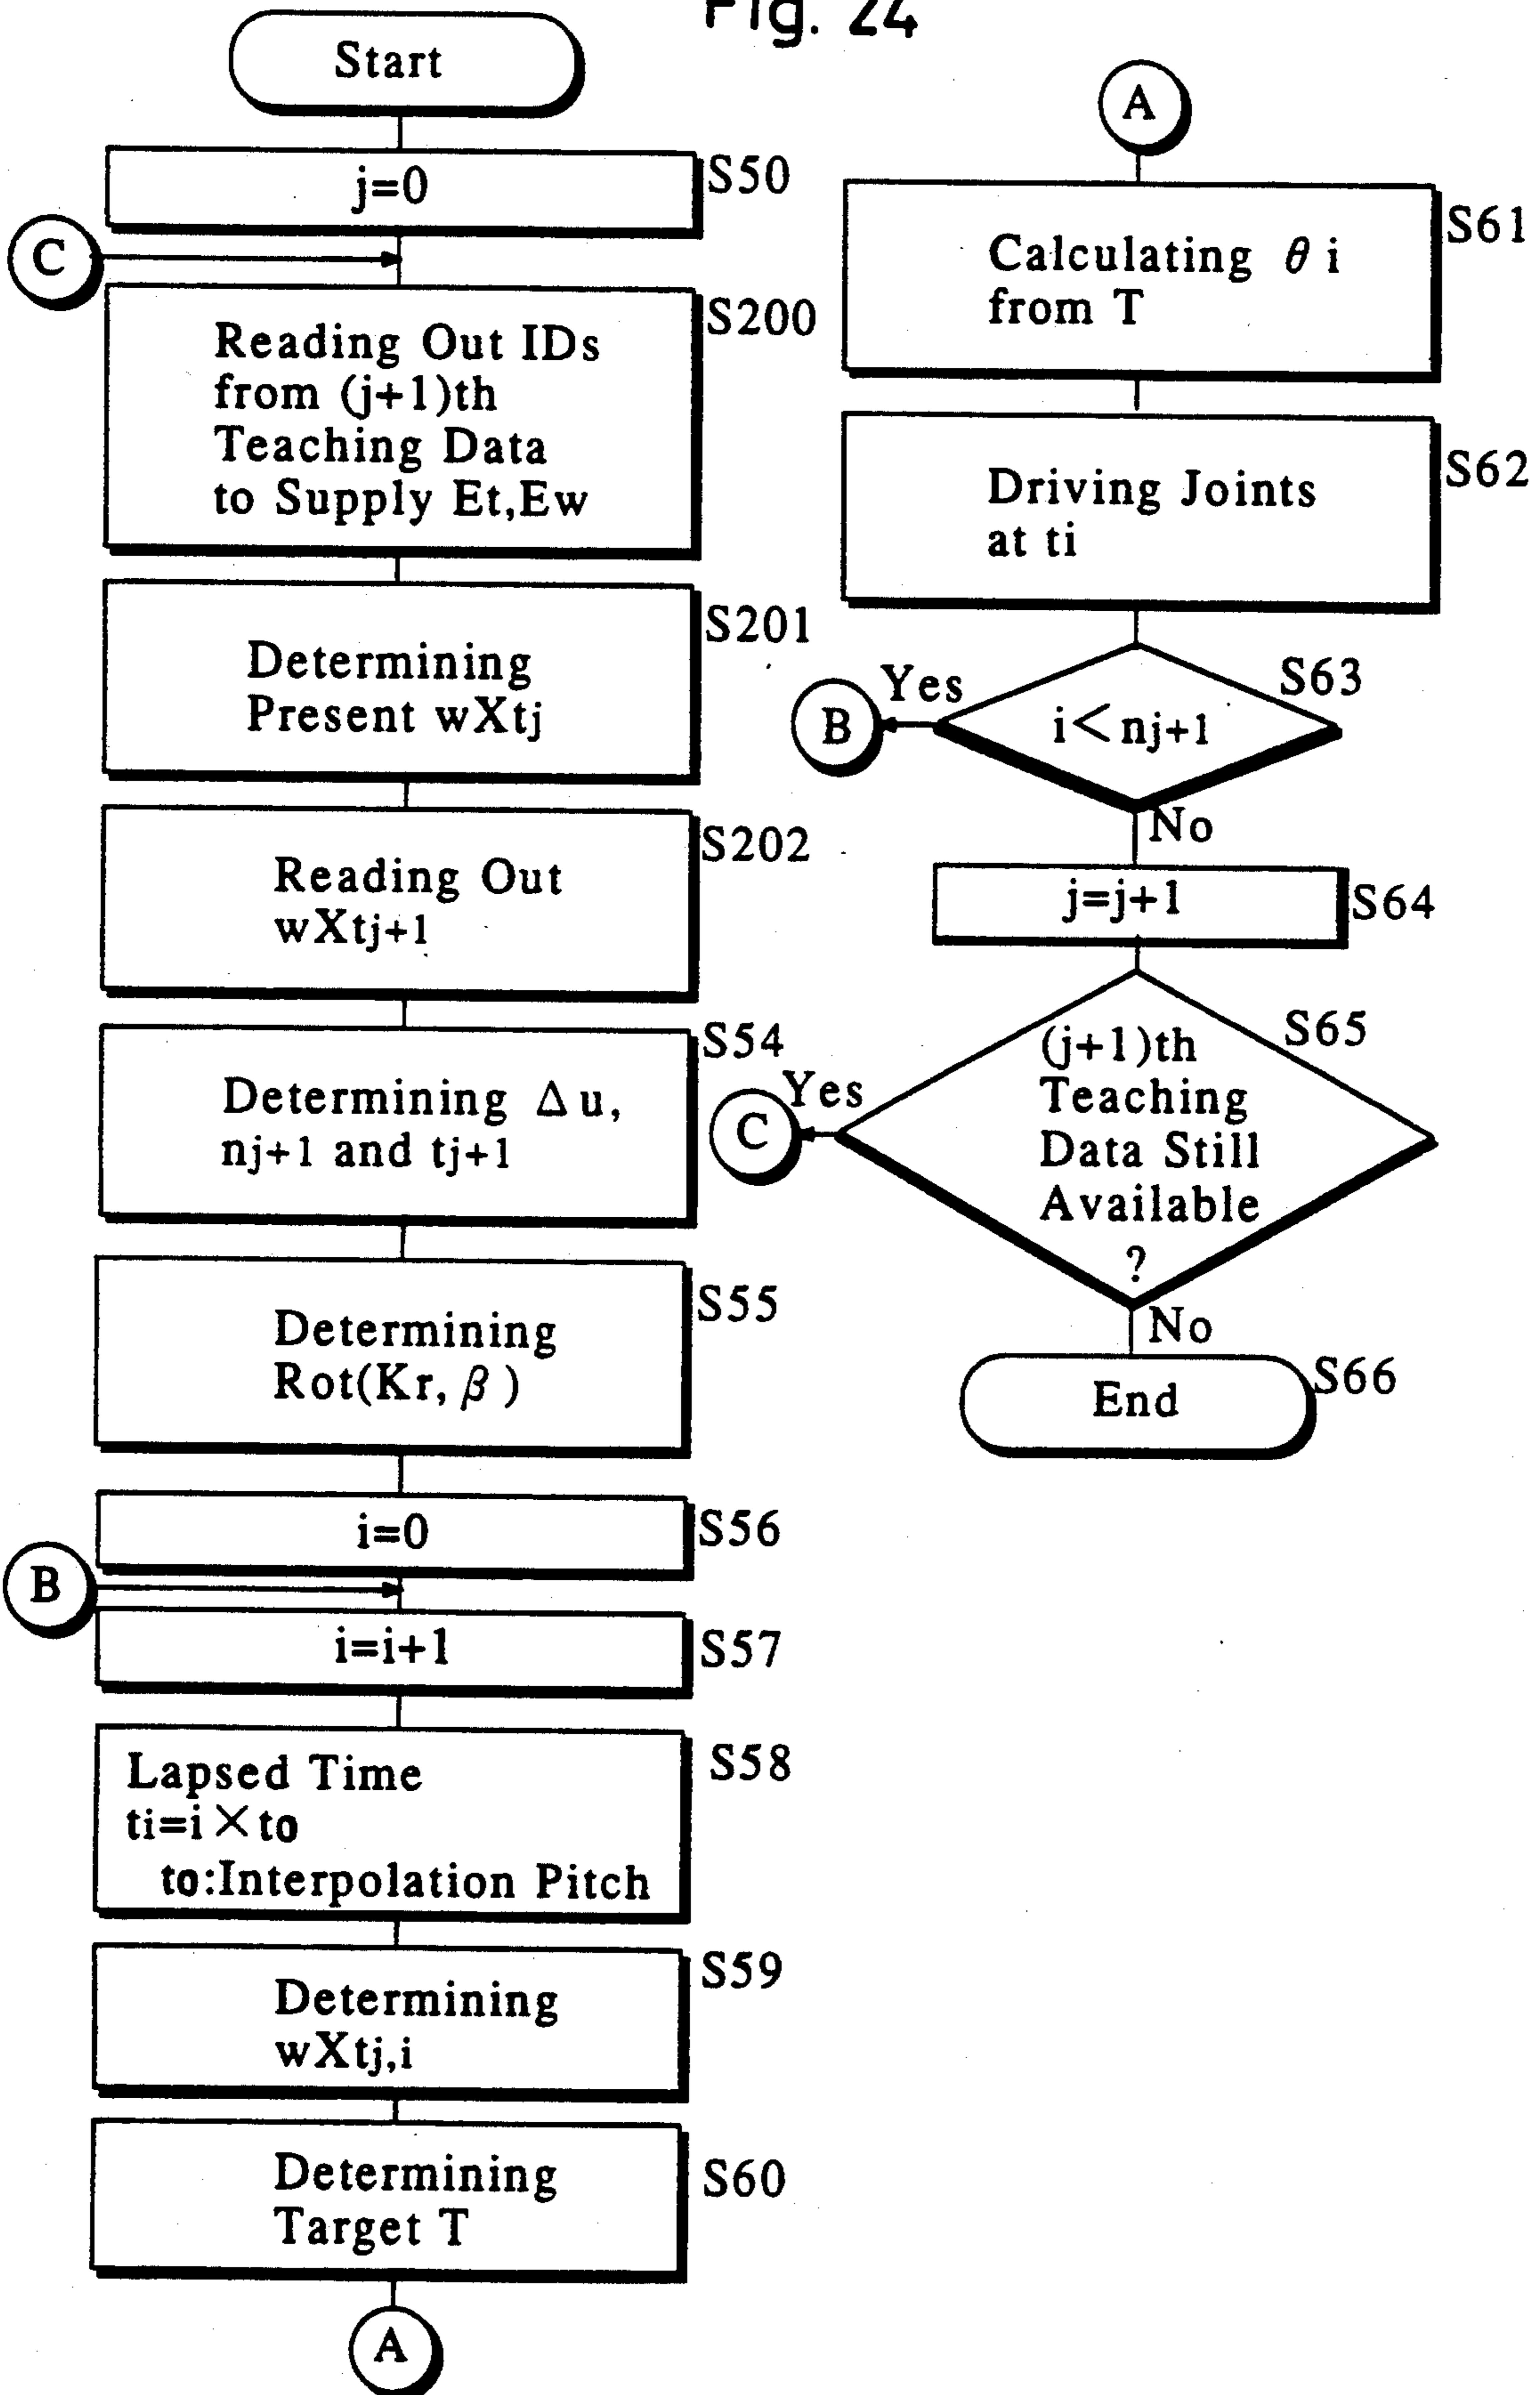 Fig. 24
Start
j=0
S50
C
Reading Out IDs
from (j+1)th
Teaching Data
to Supply Et,Ew
S200
Determining
Present wXtj
S201
Reading Out
wXtj+1
S202
Determining Δu,
nj+1 and tj+1
S54
Determining
Rot(Kr, β)
S55
i=0
S56
B
i=i+1
S57
Lapsed Time
ti=i×to
to:Interpolation Pitch
S58
Determining
wXtj,i
S59
Determining
Target T
S60
A
A
Calculating θi
from T
S61
Driving Joints
at ti
S62
i<nj+1
S63
Yes
B
No
j=j+1
S64
(j+1)th
Teaching
Data Still
Available
?
S65
Yes
C
No
End
S66